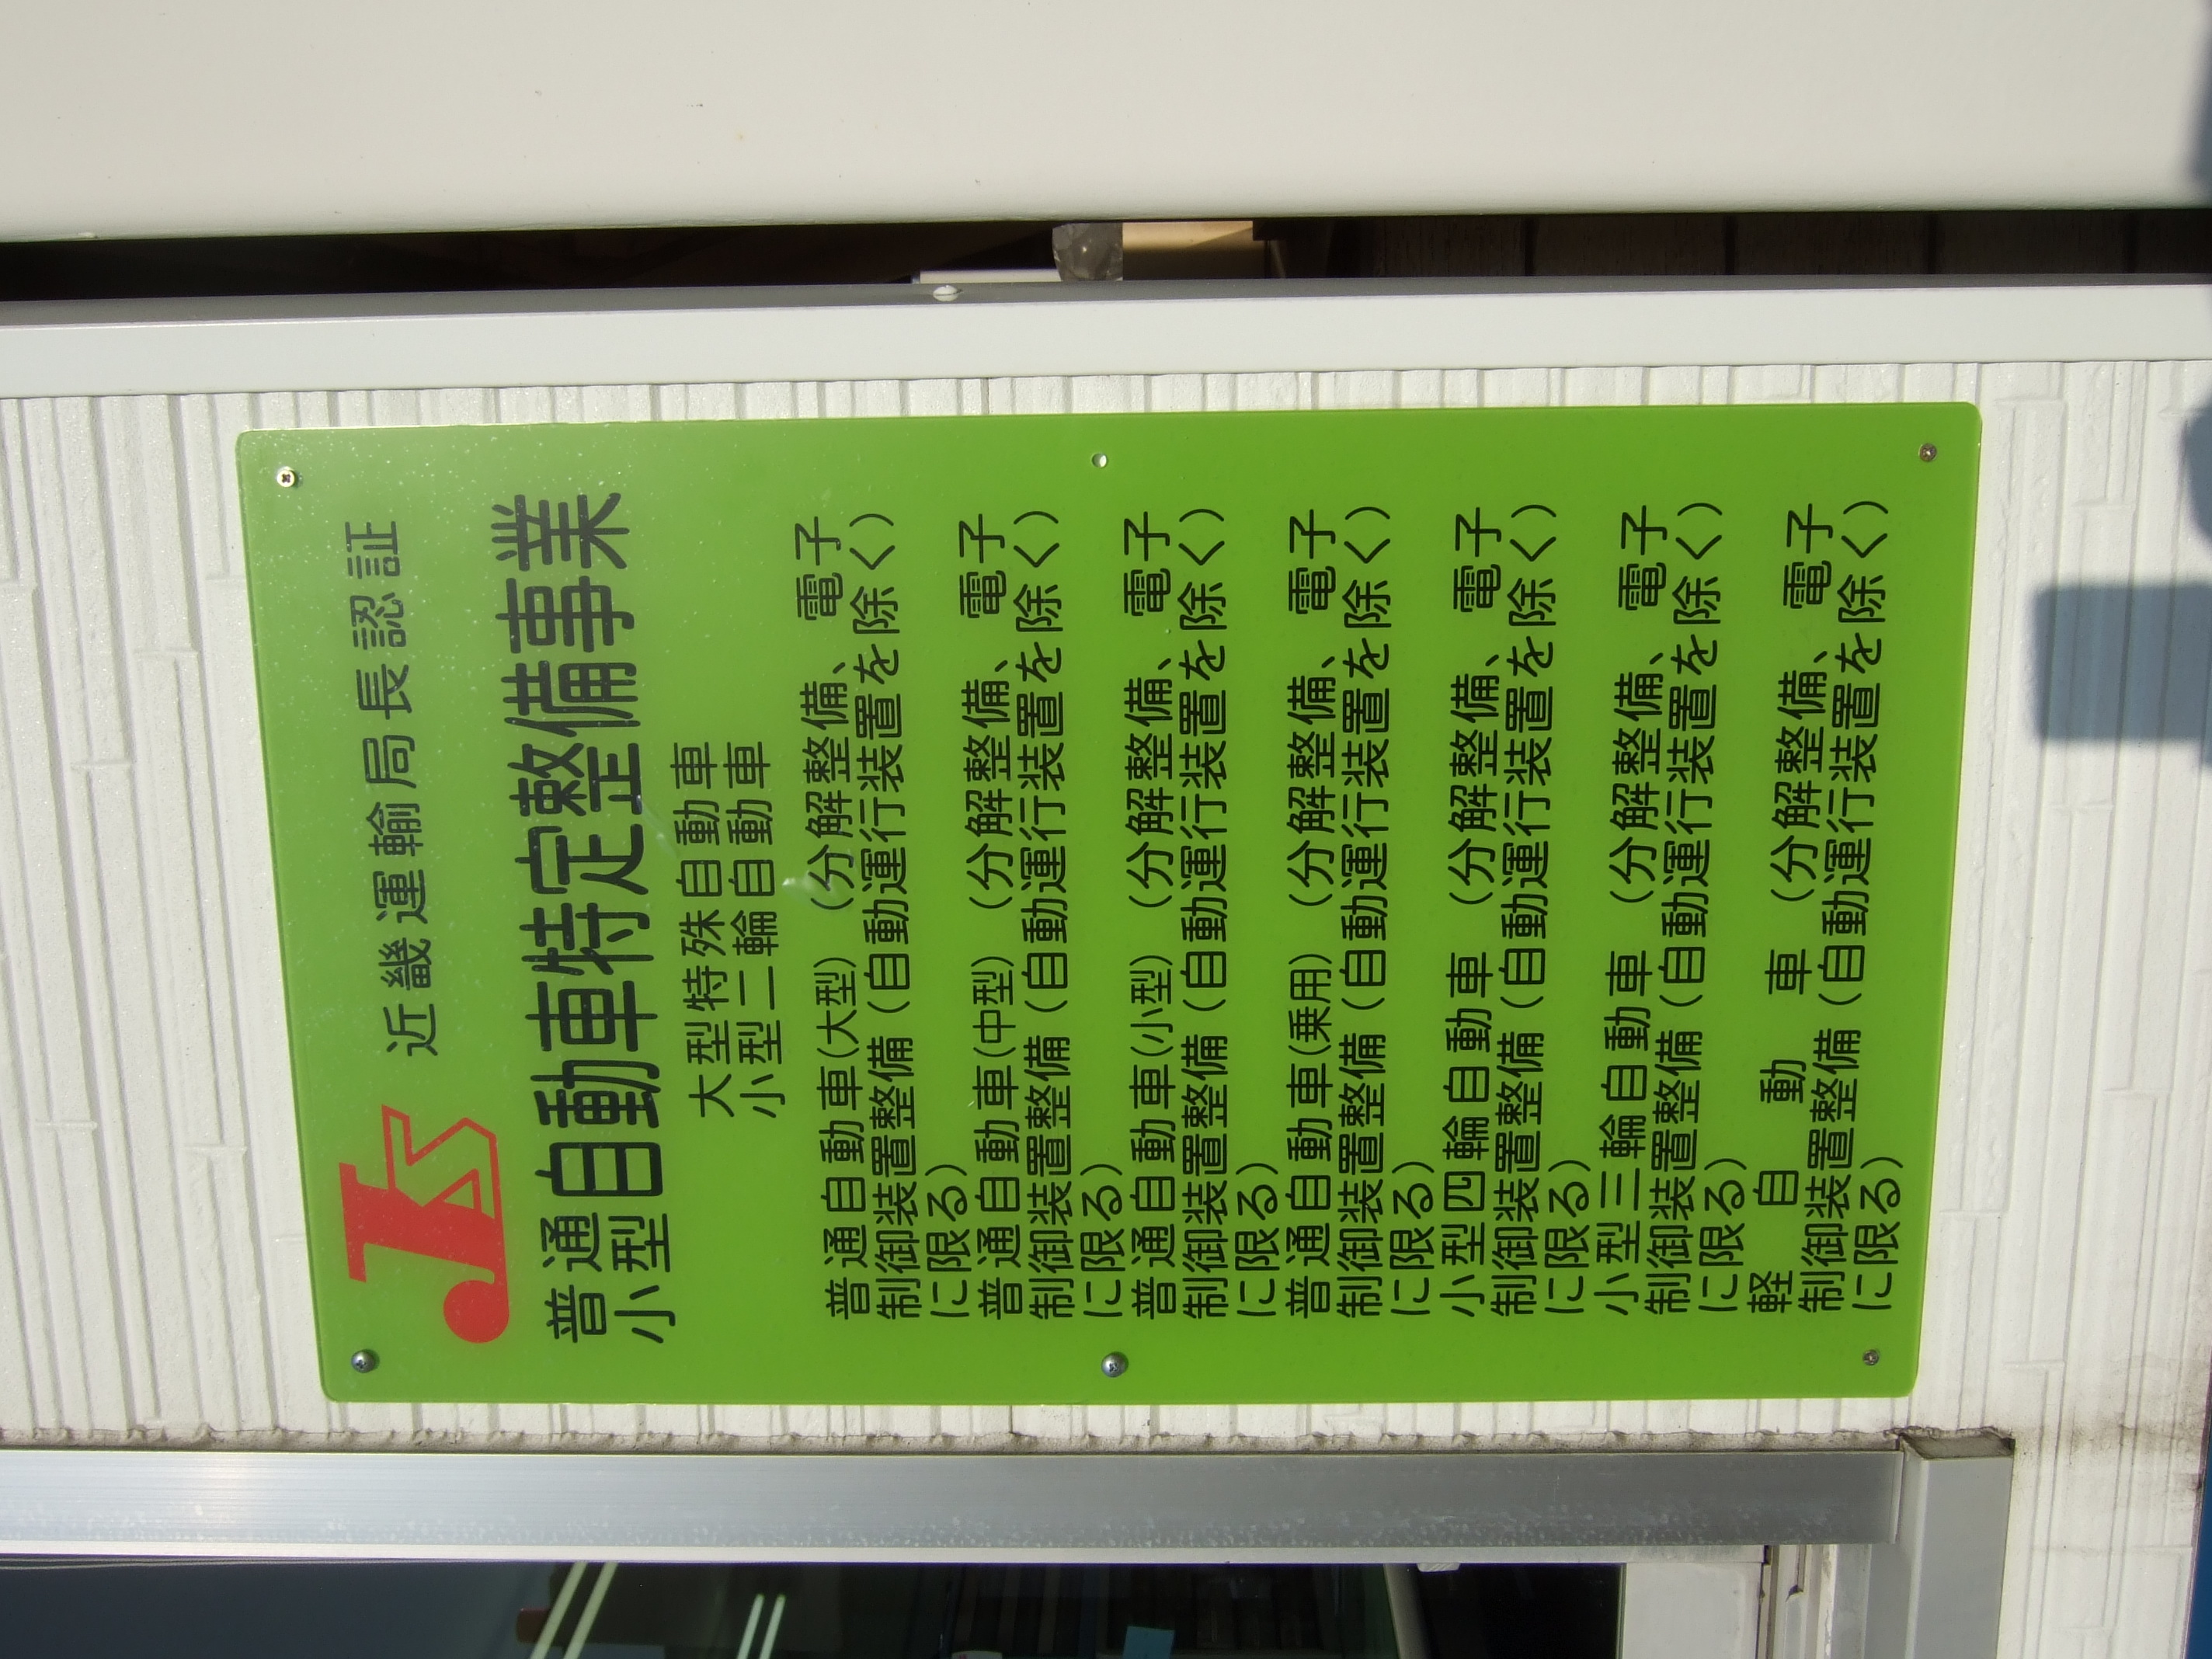 JS 近畿運輸局長認証
普通
小型自動車特定整備事業
大型特殊自動車
小型二輪自動車
普通自動車(大型) (分解整備、電子
制御装置整備(自動運行装置を除く)
に限る)
普通自動車(中型) (分解整備、電子
制御装置整備(自動運行装置を除く)
に限る)
普通自動車(小型) (分解整備、電子
制御装置整備(自動運行装置を除く)
に限る)
普通自動車(乗用) (分解整備、電子
制御装置整備(自動運行装置を除く)
に限る)
小型四輪自動車 (分解整備、電子
制御装置整備(自動運行装置を除く)
に限る)
小型三輪自動車 (分解整備、電子
制御装置整備(自動運行装置を除く)
に限る)
軽自動車 (分解整備、電子
制御装置整備(自動運行装置を除く)
に限る)